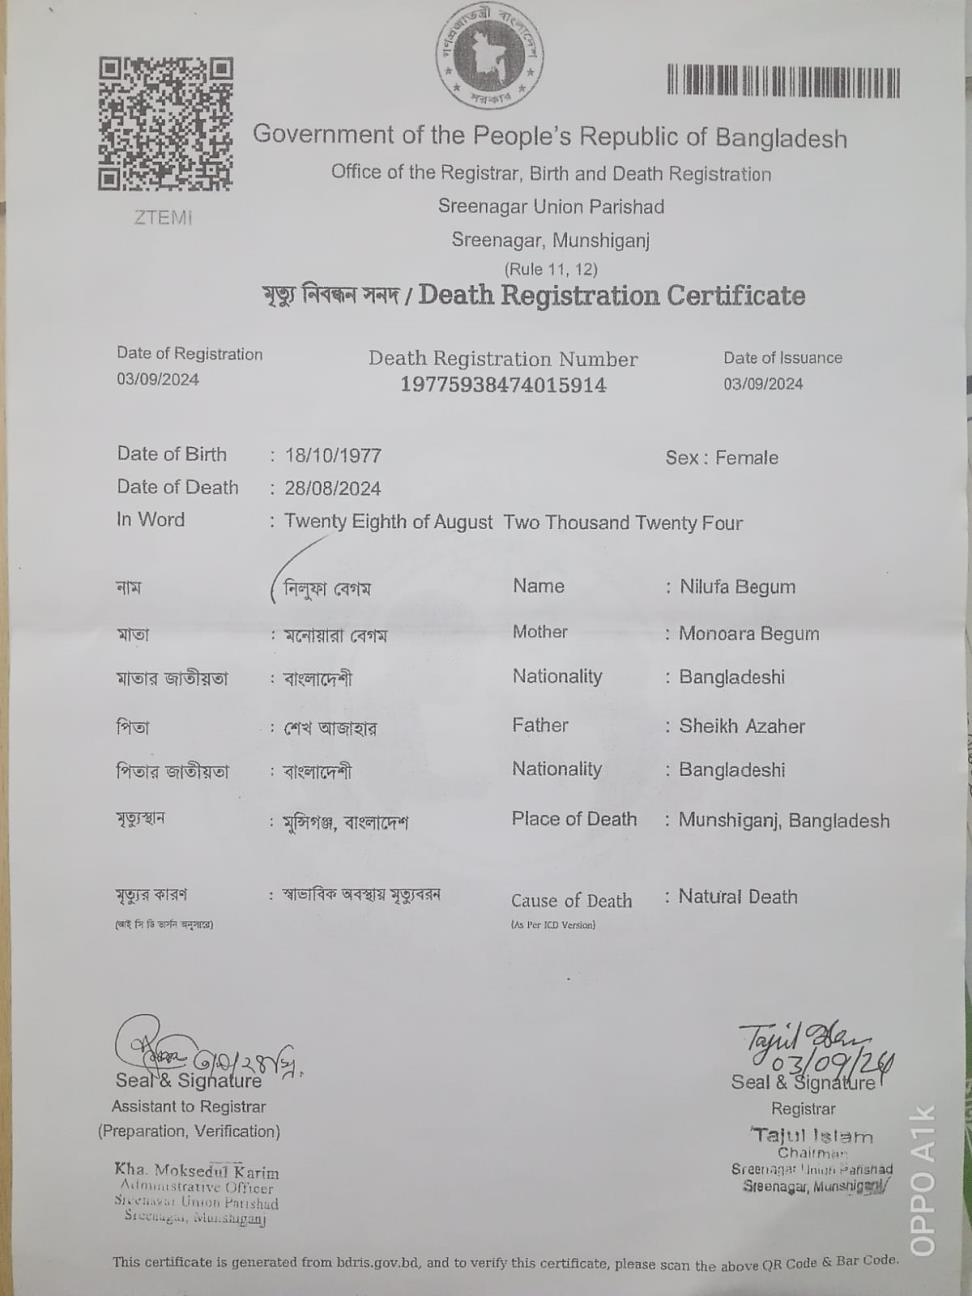 গণপ্রজাতন্ত্রী বাংলাদেশ
সরকার
ZTEMI
Government of the People's Republic of Bangladesh
Office of the Registrar, Birth and Death Registration
Sreenagar Union Parishad
Sreenagar, Munshiganj
(Rule 11, 12)
মৃত্যু নিবন্ধন সনদ / Death Registration Certificate
Date of Registration Death Registration Number Date of Issuance
03/09/2024 19775938474015914 03/09/2024
Date of Birth : 18/10/1977 Sex : Female
Date of Death : 28/08/2024
In Word : Twenty Eighth of August Two Thousand Twenty Four
নাম নিলুফা বেগম Name : Nilufa Begum
মাতা : মনোয়ারা বেগম Mother : Monoara Begum
মাতার জাতীয়তা : বাংলাদেশী Nationality : Bangladeshi
পিতা : শেখ আজাহার Father : Sheikh Azaher
পিতার জাতীয়তা : বাংলাদেশী Nationality : Bangladeshi
মৃত্যুস্থান : মুন্সিগঞ্জ, বাংলাদেশ Place of Death : Munshiganj, Bangladesh
মৃত্যুর কারণ : স্বাভাবিক অবস্থায় মৃত্যুবরন Cause of Death : Natural Death
(আই সি ডি ভার্সন অনুসারে) (As Per ICD Version)
Tajul
03/09/24
Seal & Signature Seal & Signature
Assistant to Registrar Registrar
(Preparation, Verification) Tajul Islam
Chairman
Kha. Moksedul Karim Sreenagar Union Parishad
Administrative Officer Sreenagar, Munshiganj
Sreenagar Union Parishad
Sreenagar, Munshiganj
This certificate is generated from bdris.gov.bd, and to verify this certificate, please scan the above QR Code & Bar Code.
OPPO A1k